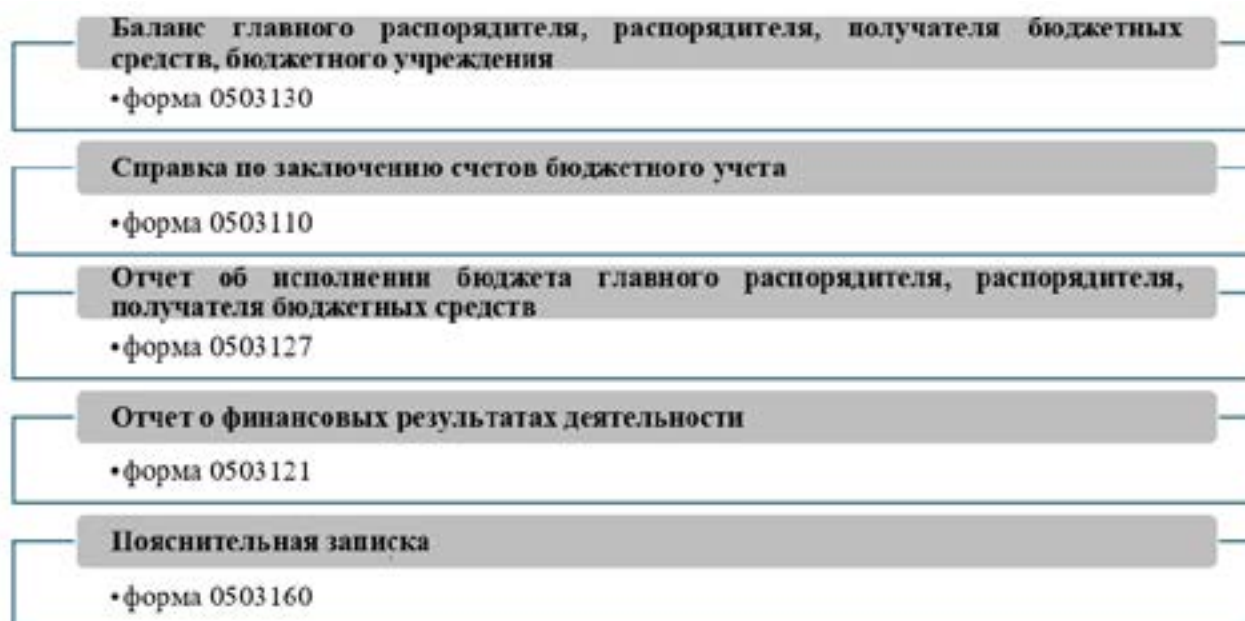 Баланс главного распорядителя, распорядителя, получателя бюджетных
средств, бюджетного учреждения
•форма 0503130
Справка по заключению счетов бюджетного учета
•форма 0503110
Отчет об исполнении бюджета главного распорядителя, распорядителя,
получателя бюджетных средств
•форма 0503127
Отчет о финансовых результатах деятельности
•форма 0503121
Пояснительная записка
•форма 0503160